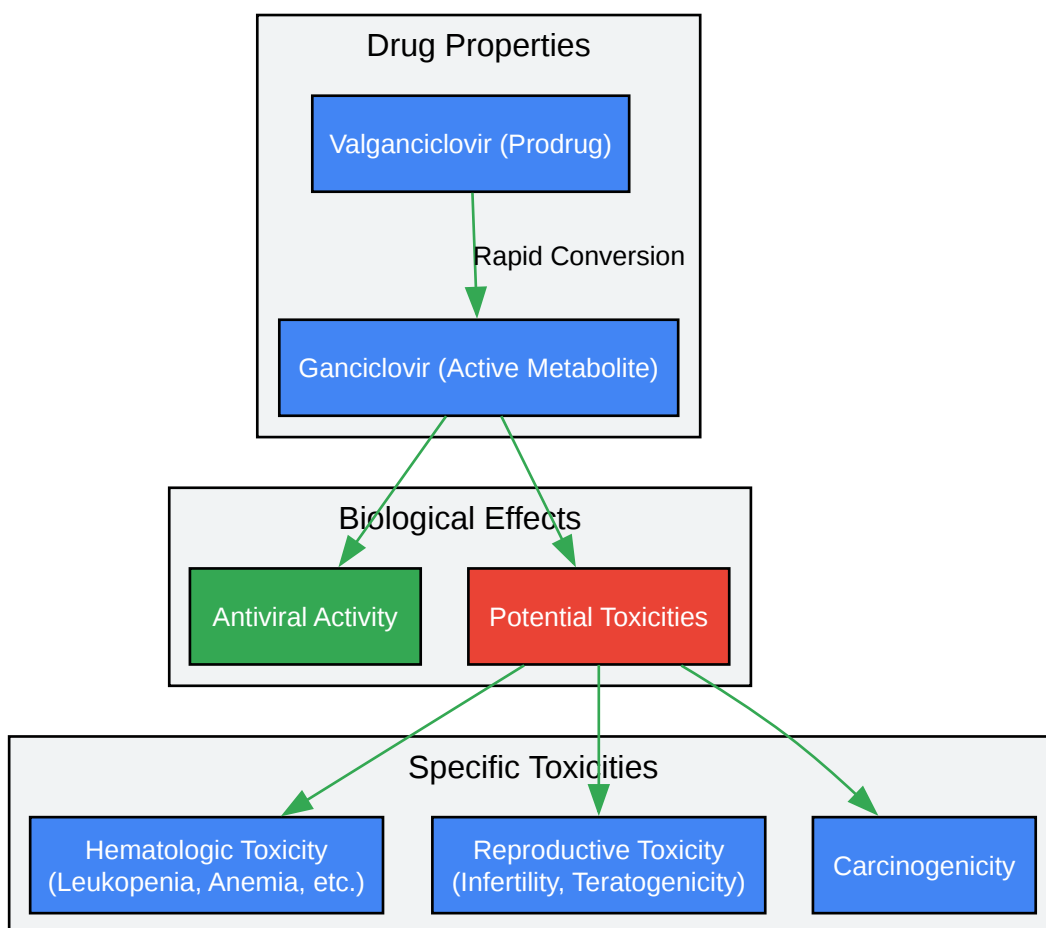 Drug Properties
Valganciclovir (Prodrug)
Rapid Conversion
Ganciclovir (Active Metabolite)
Biological Effects
Antiviral Activity
Potential Toxicities
Specific Toxicities
Hematologic Toxicity
(Leukopenia, Anemia, etc.)
Reproductive Toxicity
(Infertility, Teratogenicity)
Carcinogenicity